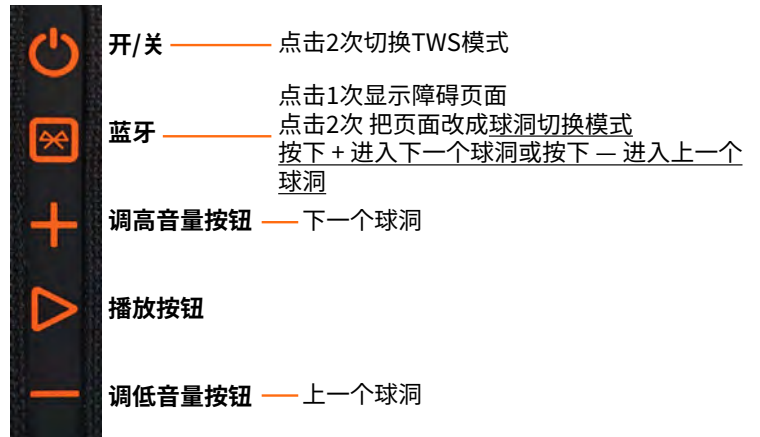 开/关 点击2次切换TWS模式
点击1次显示障碍页面
蓝牙 点击2次 把页面改成球洞切换模式
按下 + 进入下一个球洞或按下 — 进入上一个
球洞
调高音量按钮 下一个球洞
播放按钮
调低音量按钮 上一个球洞